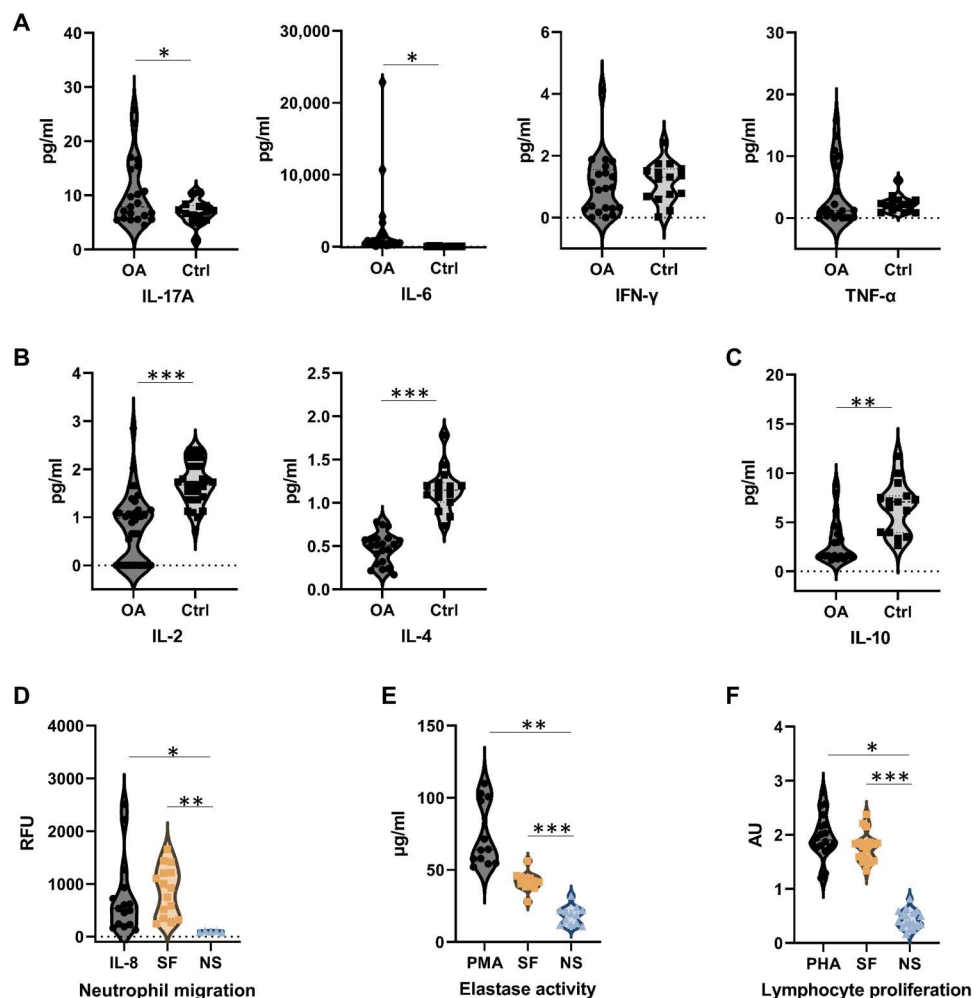 A
40
30
20
10
0
pg/ml
*
OA Ctrl
IL-17A
30,000
20,000
10,000
0
pg/ml
*
OA Ctrl
IL-6
6
4
2
0
pg/ml
OA Ctrl
IFN-γ
30
20
10
0
pg/ml
OA Ctrl
TNF-α
B
4
3
2
1
0
pg/ml
***
OA Ctrl
IL-2
2.5
2.0
1.5
1.0
0.5
0.0
pg/ml
***
OA Ctrl
IL-4
C
20
15
10
5
0
pg/ml
**
OA Ctrl
IL-10
D
4000
3000
2000
1000
0
RFU
*
**
IL-8 SF NS
Neutrophil migration
E
150
100
50
0
µg/ml
**
***
PMA SF NS
Elastase activity
F
4
3
2
1
0
AU
*
***
PHA SF NS
Lymphocyte proliferation